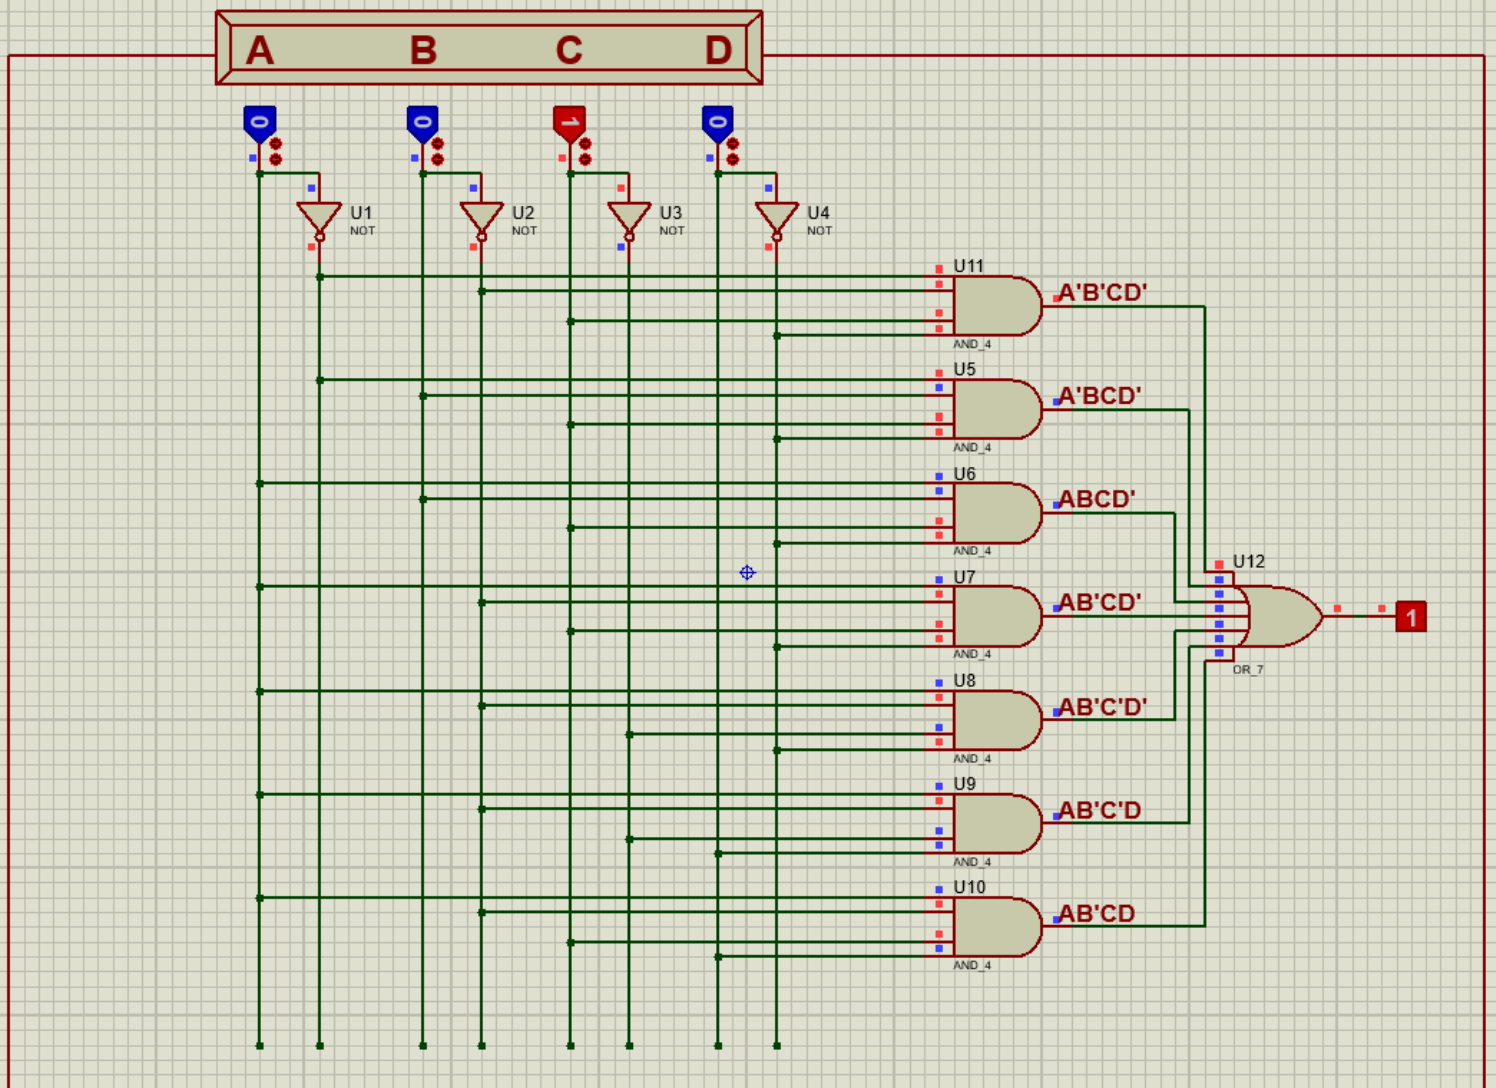 A B C D
0 0 1 0
U1
NOT
U2
NOT
U3
NOT
U4
NOT
U11
A'B'CD'
AND_4
U5
A'BCD'
AND_4
U6
ABCD'
AND_4
U7
AB'CD'
AND_4
U8
AB'C'D'
AND_4
U9
AB'C'D
AND_4
U10
AB'CD
AND_4
U12
1
OR_7